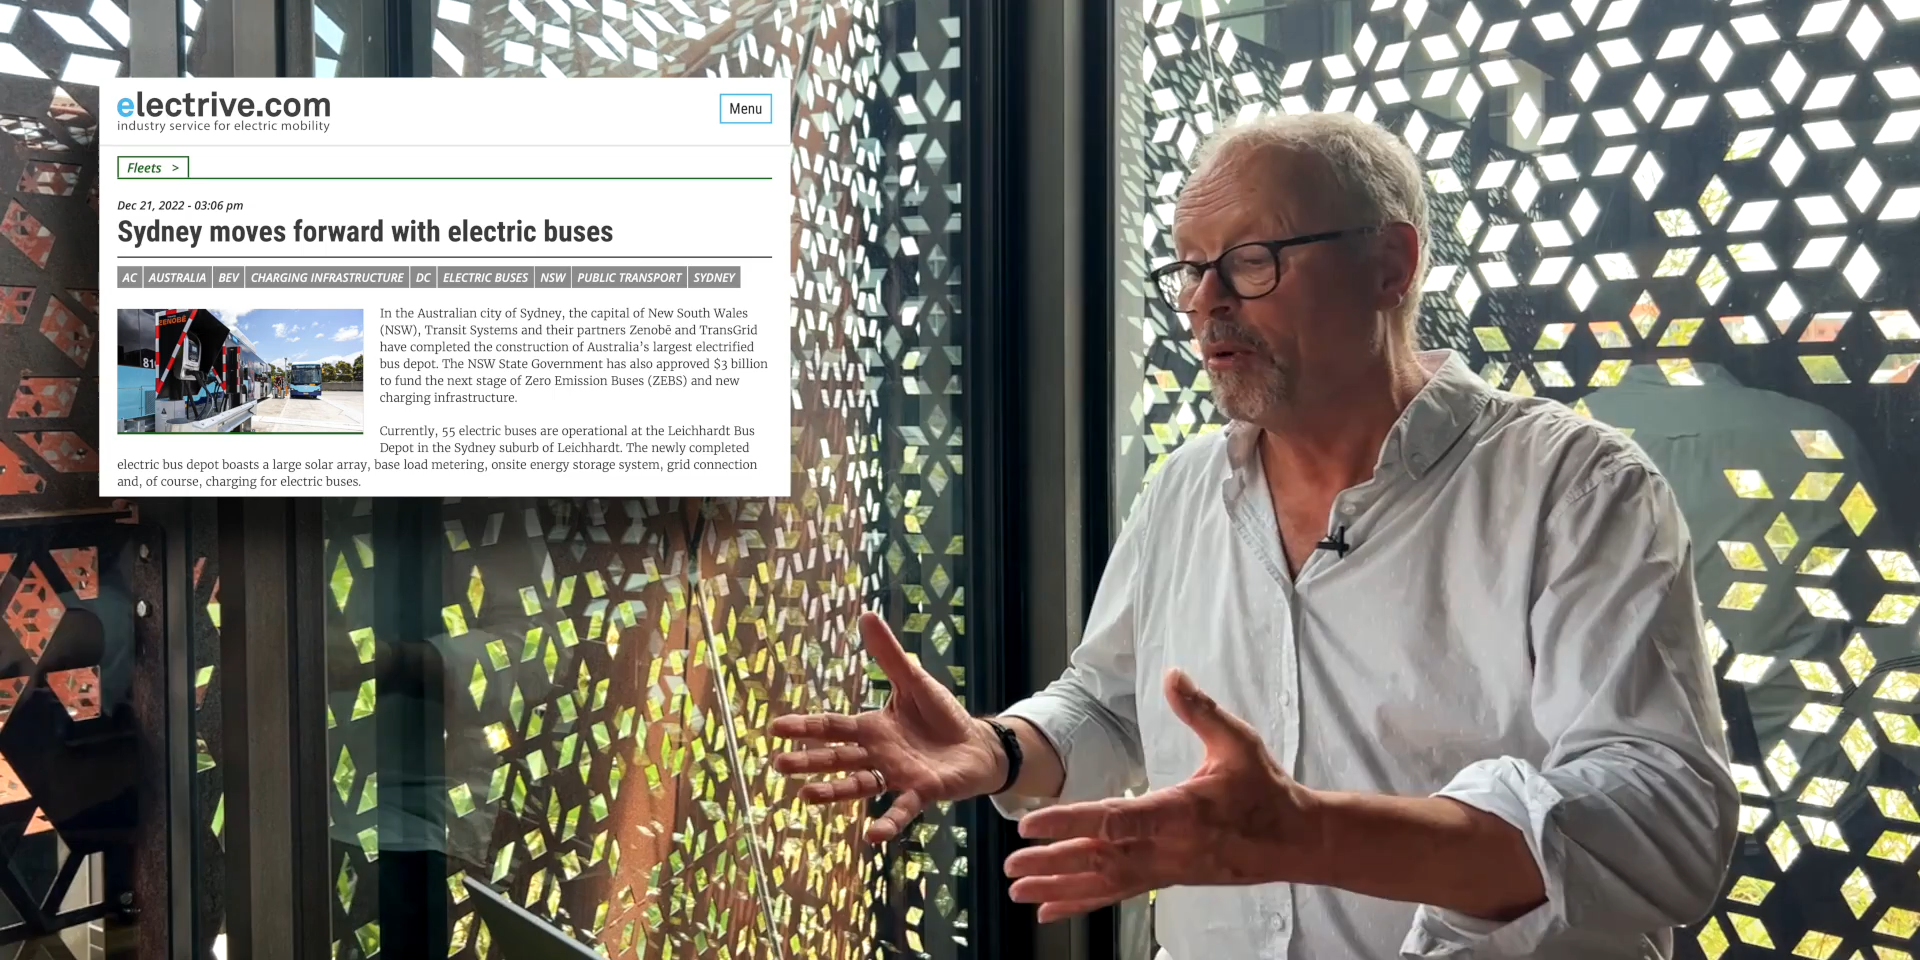 electrive.com
industry service for electric mobility
Menu
Fleets >
Dec 21, 2022 - 03:06 pm
Sydney moves forward with electric buses
AC AUSTRALIA BEV CHARGING INFRASTRUCTURE DC ELECTRIC BUSES NSW PUBLIC TRANSPORT SYDNEY
ZENOBĒ
81
In the Australian city of Sydney, the capital of New South Wales
(NSW), Transit Systems and their partners Zenobē and TransGrid
have completed the construction of Australia’s largest electrified
bus depot. The NSW State Government has also approved $3 billion
to fund the next stage of Zero Emission Buses (ZEBS) and new
charging infrastructure.
Currently, 55 electric buses are operational at the Leichhardt Bus
Depot in the Sydney suburb of Leichhardt. The newly completed
electric bus depot boasts a large solar array, base load metering, onsite energy storage system, grid connection
and, of course, charging for electric buses.